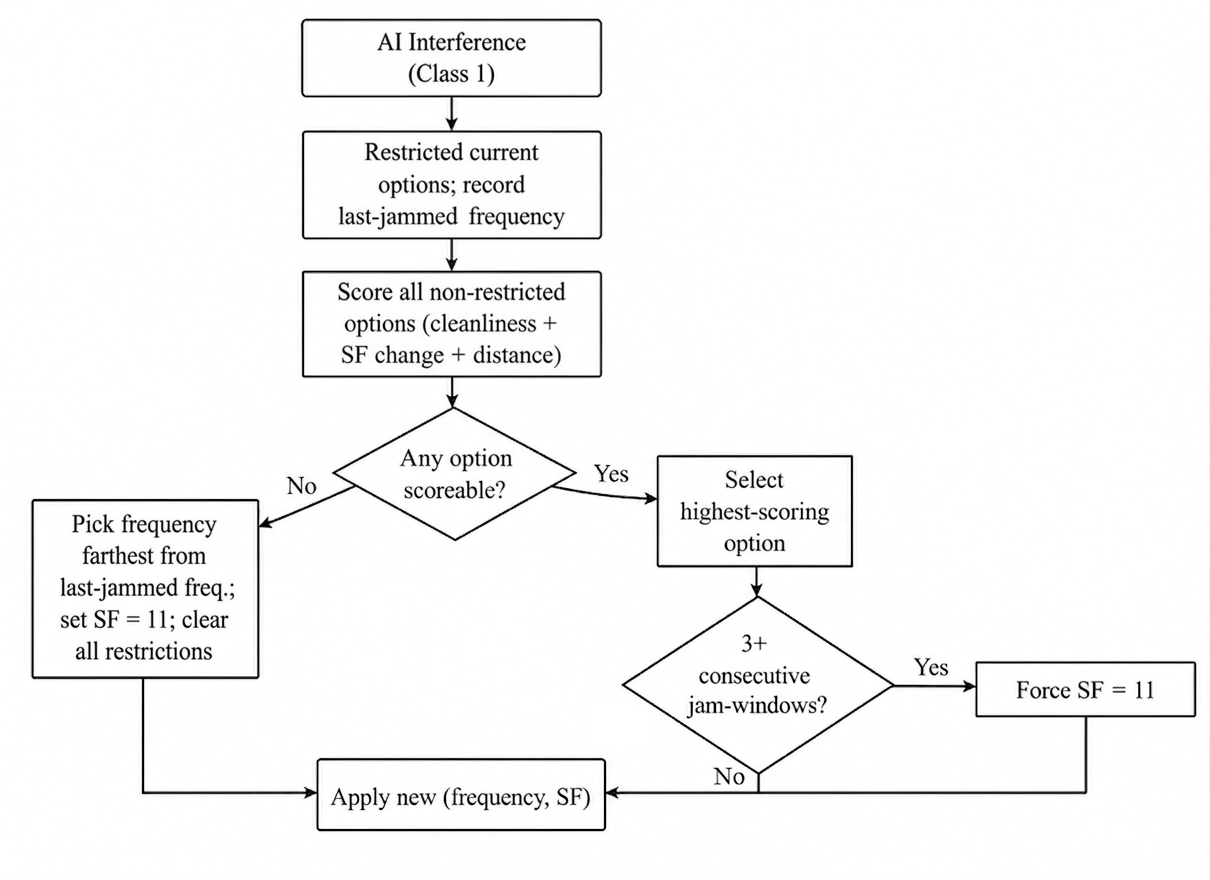 AI Interference
(Class 1)
Restricted current
options; record
last-jammed frequency
Score all non-restricted
options (cleanliness +
SF change + distance)
Any option
scoreable?
No
Yes
Pick frequency
farthest from
last-jammed freq.;
set SF = 11; clear
all restrictions
Select
highest-scoring
option
3+
consecutive
jam-windows?
Yes
Force SF = 11
No
Apply new (frequency, SF)